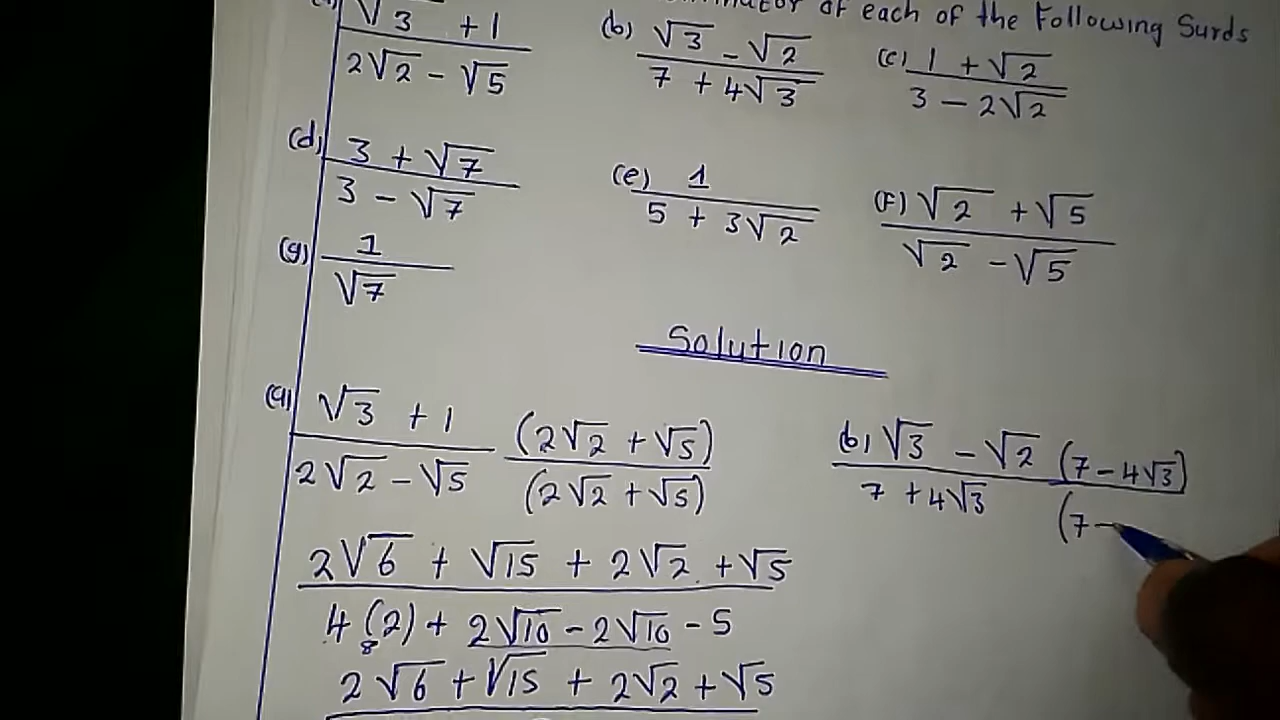 of each of the Following Surds
√3 + 1 / 2√2 - √5
(b) √3 - √2 / 7 + 4√3
(c) 1 + √2 / 3 - 2√2
(d) 3 + √7 / 3 - √7
(e) 1 / 5 + 3√2
(F) √2 + √5 / √2 - √5
(g) 1 / √7
Solution
(a) √3 + 1 / 2√2 - √5 (2√2 + √5) / (2√2 + √5)
2√6 + √15 + 2√2 + √5 / 4(2) + 2√10 - 2√10 - 5
8
2√6 + √15 + 2√2 + √5
(b) √3 - √2 / 7 + 4√3 (7 - 4√3) / (7 -